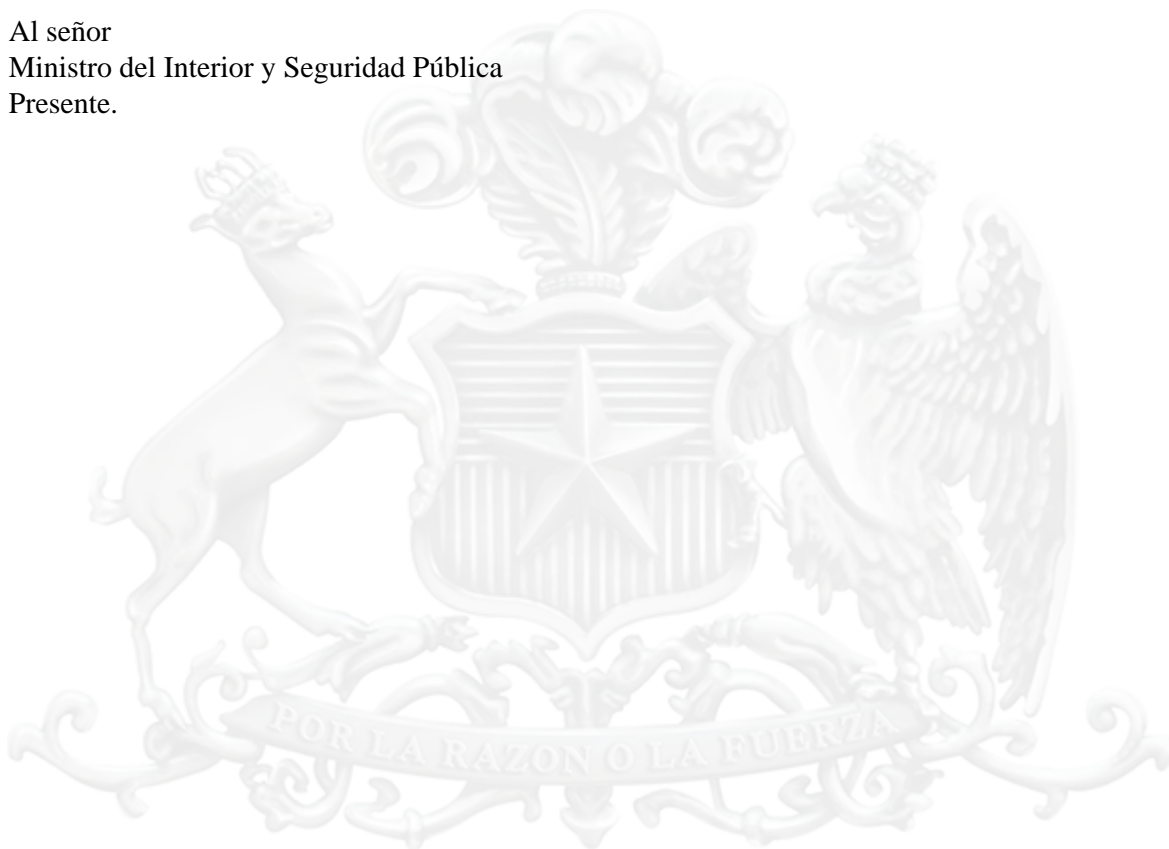 Al señor
Ministro del Interior y Seguridad Pública
Presente.
POR LA RAZON O LA FUERZA